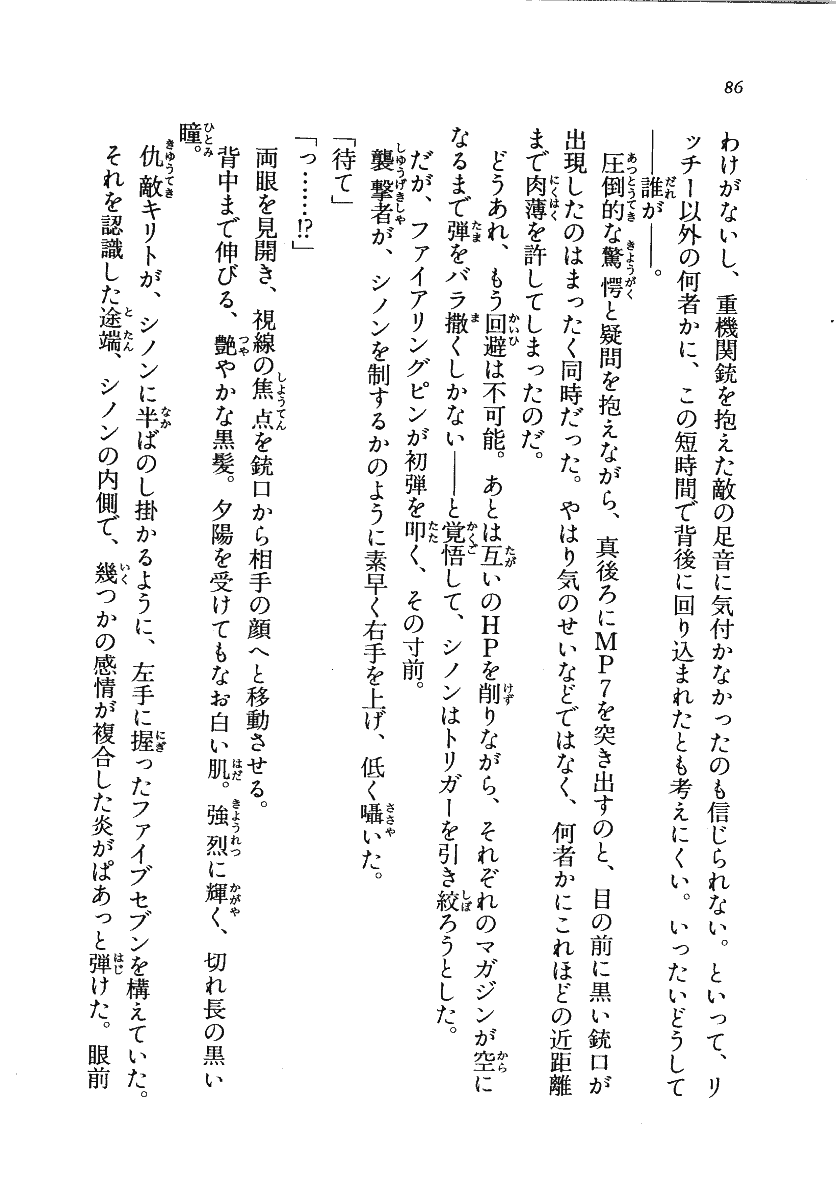 86
わけがないし、重機関銃を抱えた敵の足音に気付かなかったのも信じられない。といって、リ
ッチー以外の何者かに、この短時間で背後に回り込まれたとも考えにくい。いったいどうして
――誰が――。
圧倒的な驚愕と疑問を抱えながら、真後ろにMP7を突き出すのと、目の前に黒い銃口が
出現したのはまったく同時だった。やはり気のせいなどではなく、何者かにこれほどの近距離
まで肉薄を許してしまったのだ。
どうあれ、もう回避は不可能。あとは互いのHPを削りながら、それぞれのマガジンが空に
なるまで弾をバラ撒くしかない――と覚悟して、シノンはトリガーを引き絞ろうとした。
だが、ファイアリングピンが初弾を叩く、その寸前。
襲撃者が、シノンを制するかのように素早く右手を上げ、低く囁いた。
「待て」
「っ……!?」
両眼を見開き、視線の焦点を銃口から相手の顔へと移動させる。
背中まで伸びる、艶やかな黒髪。夕陽を受けてもなお白い肌。強烈に輝く、切れ長の黒い
瞳。
仇敵キリトが、シノンに半ばのし掛かるように、左手に握ったファイブセブンを構えていた。
それを認識した途端、シノンの内側で、幾つかの感情が複合した炎がぱあっと弾けた。眼前